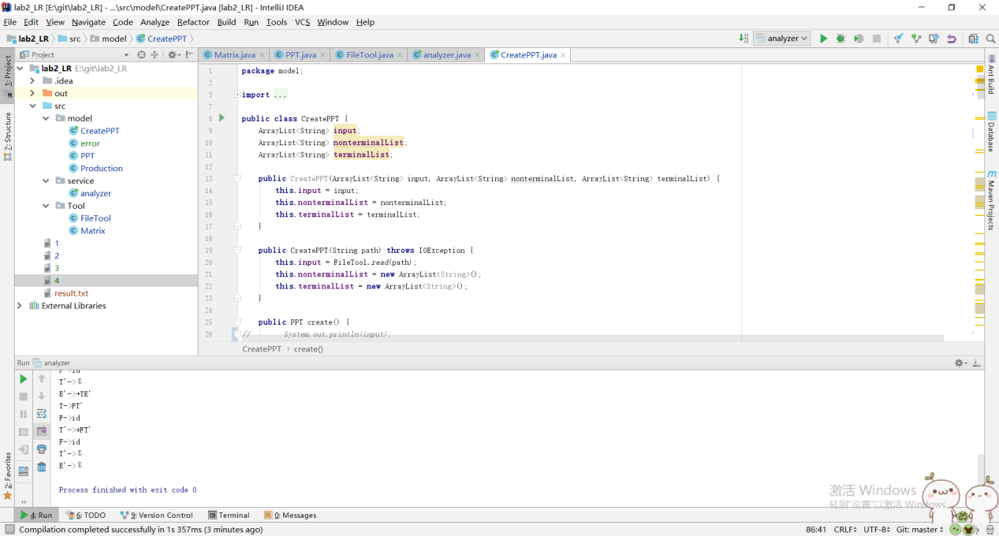 lab2_LR [E:\git\lab2_LR] - ...\src\model\CreatePPT.java [lab2_LR] - IntelliJ IDEA
File Edit View Navigate Code Analyze Refactor Build Run Tools VCS Window Help
lab2_LR src model CreatePPT analyzer
Project
Matrix.java PPT.java FileTool.java analyzer.java CreatePPT.java
1: Project
Z: Structure
2: Favorites
lab2_LR E:\git\lab2_LR
.idea
out
src
model
CreatePPT
error
PPT
Production
service
analyzer
Tool
FileTool
Matrix
1
2
3
4
result.txt
External Libraries
1 package model;
2
3 import ...
7
8 public class CreatePPT {
9 ArrayList<String> input;
10 ArrayList<String> nonterminalList;
11 ArrayList<String> terminalList;
12
13 public CreatePPT(ArrayList<String> input, ArrayList<String> nonterminalList, ArrayList<String> terminalList) {
14 this.input = input;
15 this.nonterminalList = nonterminalList;
16 this.terminalList = terminalList;
17 }
18
19 public CreatePPT(String path) throws IOException {
20 this.input = FileTool.read(path);
21 this.nonterminalList = new ArrayList<String>();
22 this.terminalList = new ArrayList<String>();
23 }
24
25 public PPT create() {
26 // System.out.println(input);
CreatePPT › create()
Ant Build
Database
m Maven Projects
Run analyzer
F->id
T'->ε
E'->+TE'
T->FT'
F->id
T'->*FT'
F->id
T'->ε
E'->ε
Process finished with exit code 0
激活 Windows
转到"设置"以激活 Windows。
4: Run 6: TODO 9: Version Control Terminal 0: Messages
Compilation completed successfully in 1s 357ms (3 minutes ago) 86:41 CRLF UTF-8 Git: master